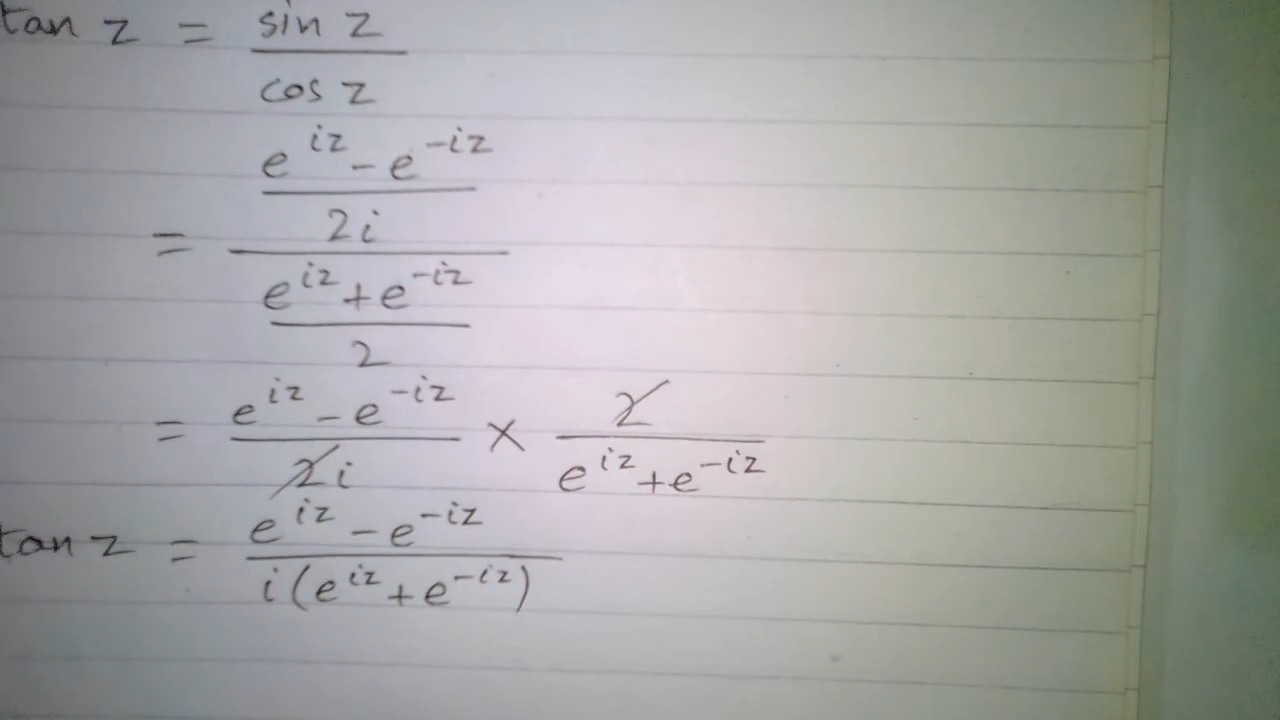 tan z = sin z / cos z
= ((e^{iz} - e^{-iz}) / 2i) / ((e^{iz} + e^{-iz}) / 2)
= (e^{iz} - e^{-iz}) / 2i × 2 / (e^{iz} + e^{-iz})
tan z = (e^{iz} - e^{-iz}) / i(e^{iz} + e^{-iz})